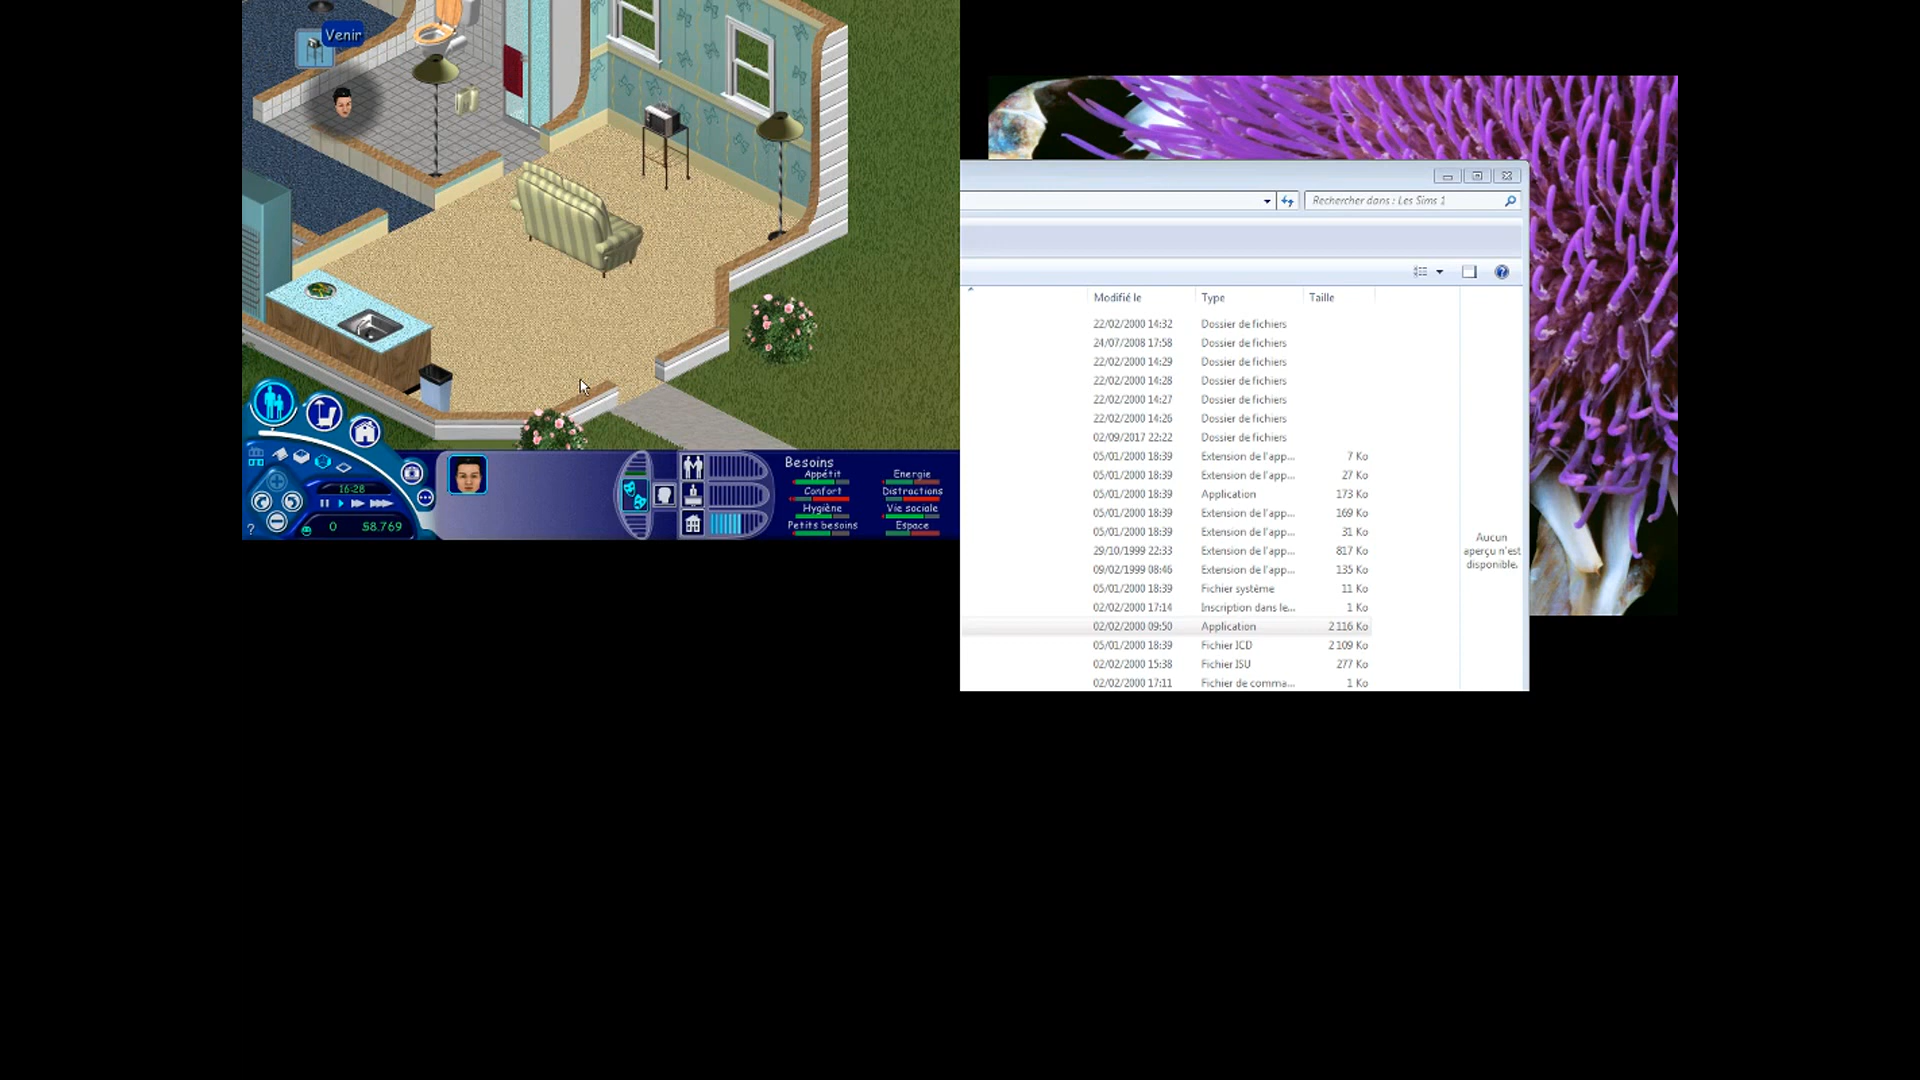 Venir
16:28
0 §8.769
?
Besoins
Appétit Energie
Confort Distractions
Hygiène Vie sociale
Petits besoins Espace
Rechercher dans : Les Sims 1
Modifié le Type Taille
22/02/2000 14:32 Dossier de fichiers
24/07/2008 17:58 Dossier de fichiers
22/02/2000 14:29 Dossier de fichiers
22/02/2000 14:28 Dossier de fichiers
22/02/2000 14:27 Dossier de fichiers
22/02/2000 14:26 Dossier de fichiers
02/09/2017 22:22 Dossier de fichiers
05/01/2000 18:39 Extension de l'app... 7 Ko
05/01/2000 18:39 Extension de l'app... 27 Ko
05/01/2000 18:39 Application 173 Ko
05/01/2000 18:39 Extension de l'app... 169 Ko
05/01/2000 18:39 Extension de l'app... 31 Ko
29/10/1999 22:33 Extension de l'app... 817 Ko
09/02/1999 08:46 Extension de l'app... 135 Ko
05/01/2000 18:39 Fichier système 11 Ko
02/02/2000 17:14 Inscription dans le... 1 Ko
02/02/2000 09:50 Application 2 116 Ko
05/01/2000 18:39 Fichier ICD 2 109 Ko
02/02/2000 15:38 Fichier ISU 277 Ko
02/02/2000 17:11 Fichier de comma... 1 Ko
Aucun
aperçu n'est
disponible.